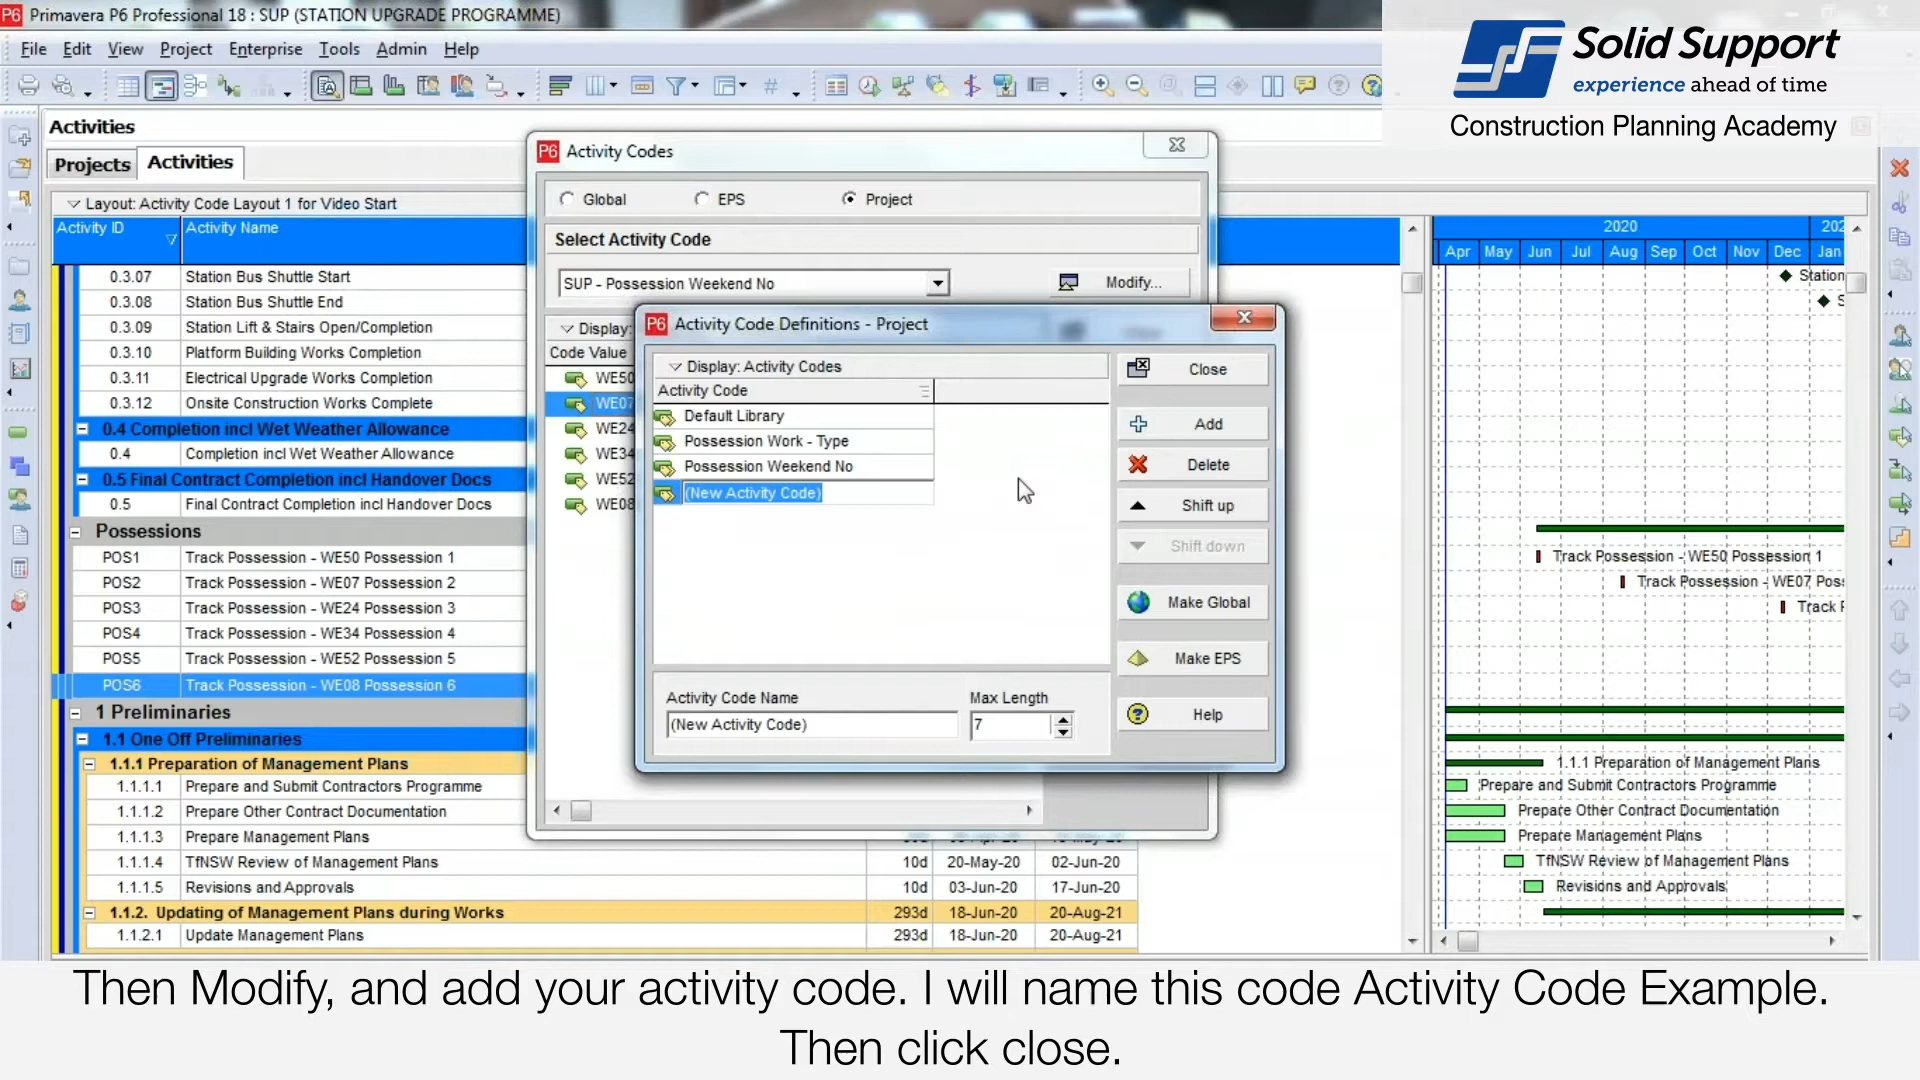 Primavera P6 Professional 18 : SUP (STATION UPGRADE PROGRAMME)
File Edit View Project Enterprise Tools Admin Help
Solid Support
experience ahead of time
Construction Planning Academy
Activities
Projects Activities
Layout: Activity Code Layout 1 for Video Start
Activity ID Activity Name
0.3.07 Station Bus Shuttle Start
0.3.08 Station Bus Shuttle End
0.3.09 Station Lift & Stairs Open/Completion
0.3.10 Platform Building Works Completion
0.3.11 Electrical Upgrade Works Completion
0.3.12 Onsite Construction Works Complete
0.4 Completion incl Wet Weather Allowance
0.4 Completion incl Wet Weather Allowance
0.5 Final Contract Completion incl Handover Docs
0.5 Final Contract Completion incl Handover Docs
Possessions
POS1 Track Possession - WE50 Possession 1
POS2 Track Possession - WE07 Possession 2
POS3 Track Possession - WE24 Possession 3
POS4 Track Possession - WE34 Possession 4
POS5 Track Possession - WE52 Possession 5
POS6 Track Possession - WE08 Possession 6
1 Preliminaries
1.1 One Off Preliminaries
1.1.1 Preparation of Management Plans
1.1.1.1 Prepare and Submit Contractors Programme
1.1.1.2 Prepare Other Contract Documentation
1.1.1.3 Prepare Management Plans
1.1.1.4 TfNSW Review of Management Plans 10d 20-May-20 02-Jun-20
1.1.1.5 Revisions and Approvals 10d 03-Jun-20 17-Jun-20
1.1.2. Updating of Management Plans during Works 293d 18-Jun-20 20-Aug-21
1.1.2.1 Update Management Plans 293d 18-Jun-20 20-Aug-21
Activity Codes
Global EPS Project
Select Activity Code
SUP - Possession Weekend No Modify...
Display:
Code Value
WE50
WE07
WE24
WE34
WE52
WE08
Activity Code Definitions - Project
Display: Activity Codes
Activity Code
Default Library
Possession Work - Type
Possession Weekend No
(New Activity Code)
Activity Code Name Max Length
(New Activity Code) 7
Close
Add
Delete
Shift up
Shift down
Make Global
Make EPS
Help
2020 202
Apr May Jun Jul Aug Sep Oct Nov Dec Jan
Station
S
Track Possession - WE50 Possession 1
Track Possession - WE07 Pos
Track
1.1.1 Preparation of Management Plans
Prepare and Submit Contractors Programme
Prepare Other Contract Documentation
Prepare Management Plans
TfNSW Review of Management Plans
Revisions and Approvals
Then Modify, and add your activity code. I will name this code Activity Code Example.
Then click close.